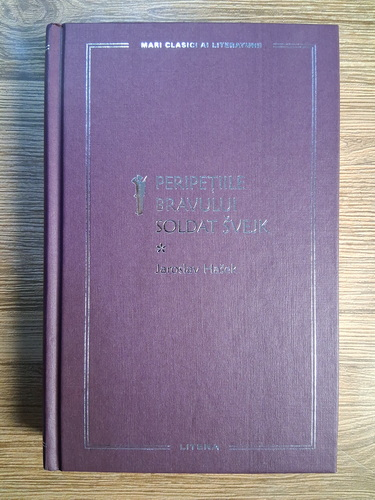 MARI CLASICI AI LITERATURII
PERIPEȚIILE
BRAVULUI
SOLDAT ŠVEJK
*
Jaroslav Hašek
LITERA